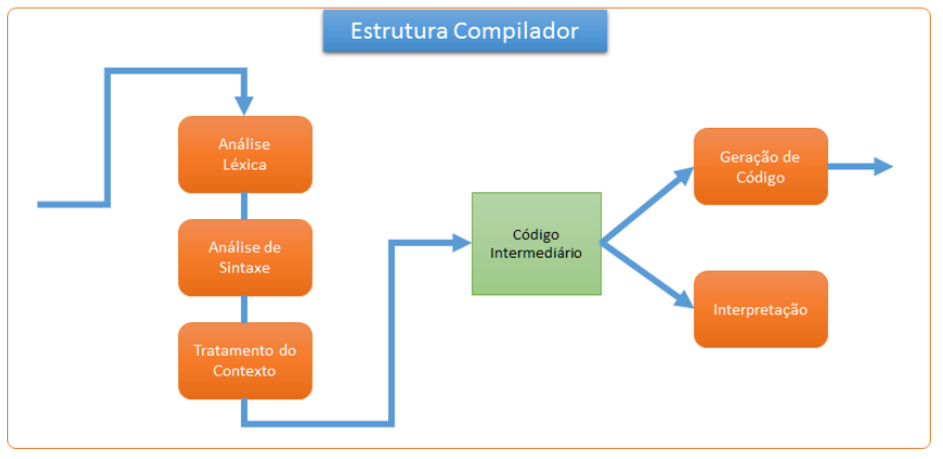 Estrutura Compilador
Análise
Léxica
Análise de
Sintaxe
Tratamento do
Contexto
Código
Intermediário
Geração de
Código
Interpretação